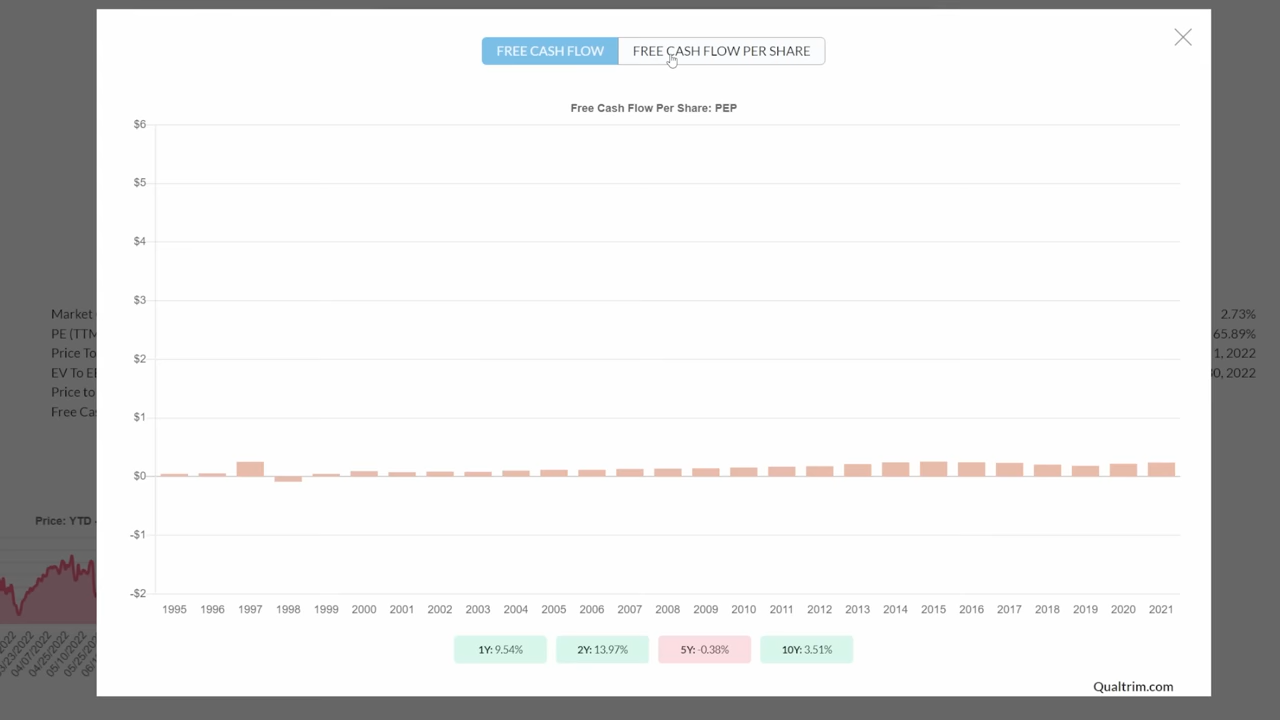 FREE CASH FLOW
FREE CASH FLOW PER SHARE
Free Cash Flow Per Share: PEP
$6
$5
$4
$3
$2
$1
$0
-$1
-$2
1995 1996 1997 1998 1999 2000 2001 2002 2003 2004 2005 2006 2007 2008 2009 2010 2011 2012 2013 2014 2015 2016 2017 2018 2019 2020 2021
1Y: 9.54%
2Y: 13.97%
5Y: -0.38%
10Y: 3.51%
Qualtrim.com
Market
PE (TTM
Price To
EV To
Price to
Free
2.73%
65.89%
1, 2022
30, 2022
Price: YTD -